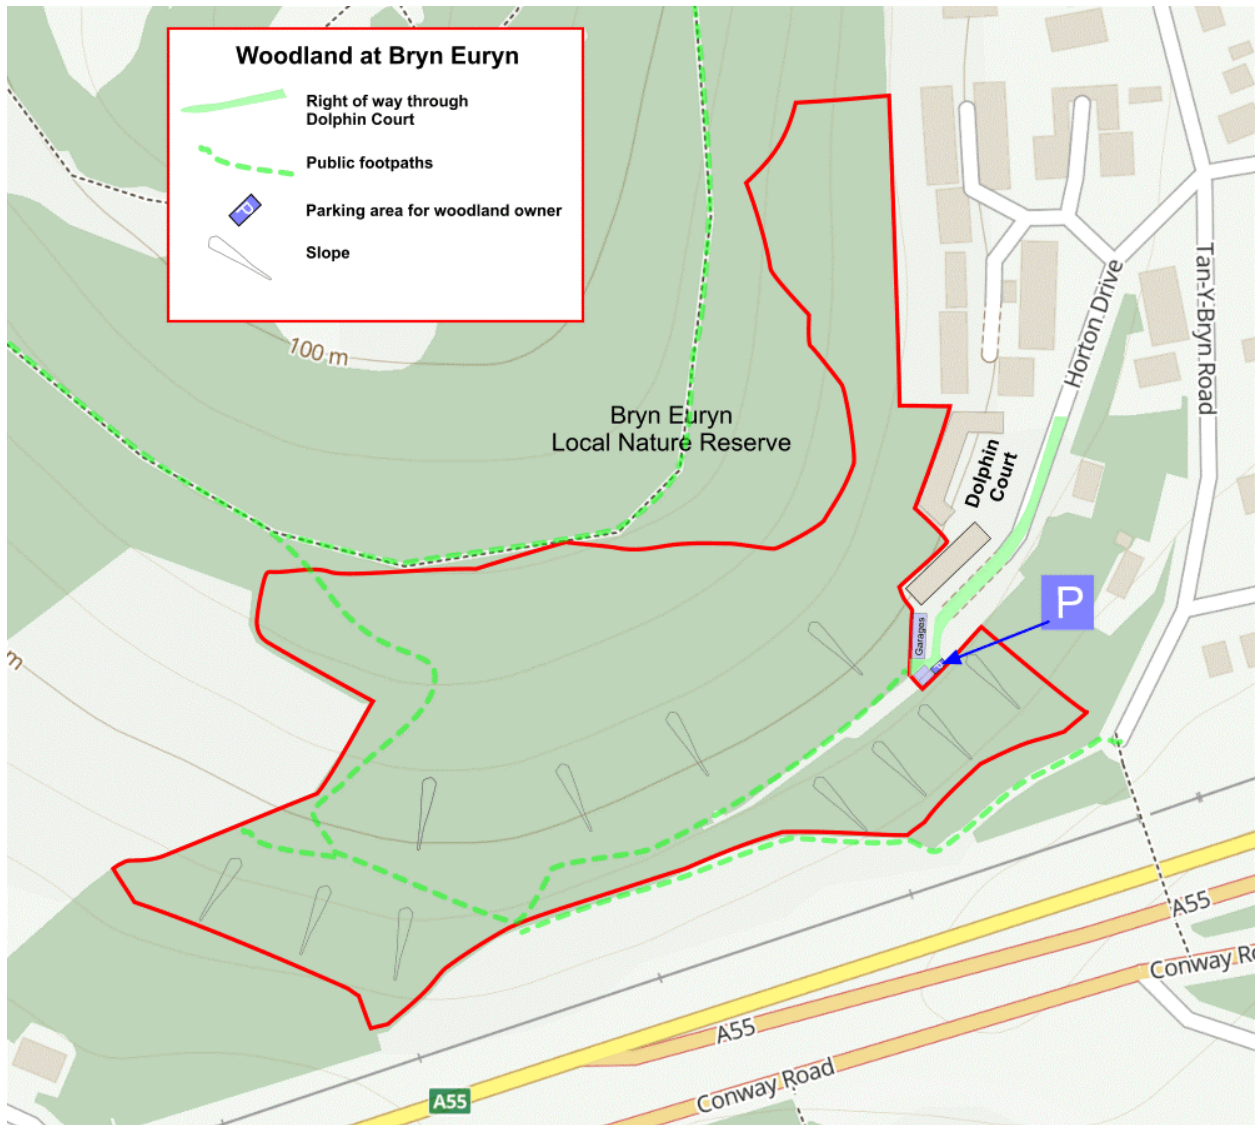 Woodland at Bryn Euryn
Right of way through
Dolphin Court
Public footpaths
P
Parking area for woodland owner
Slope
100 m
m
Bryn Euryn
Local Nature Reserve
Horton Drive
Tan-Y-Bryn Road
Dolphin
Court
Garages
P
P
A55
Conway Ro
A55
Conway Road
A55